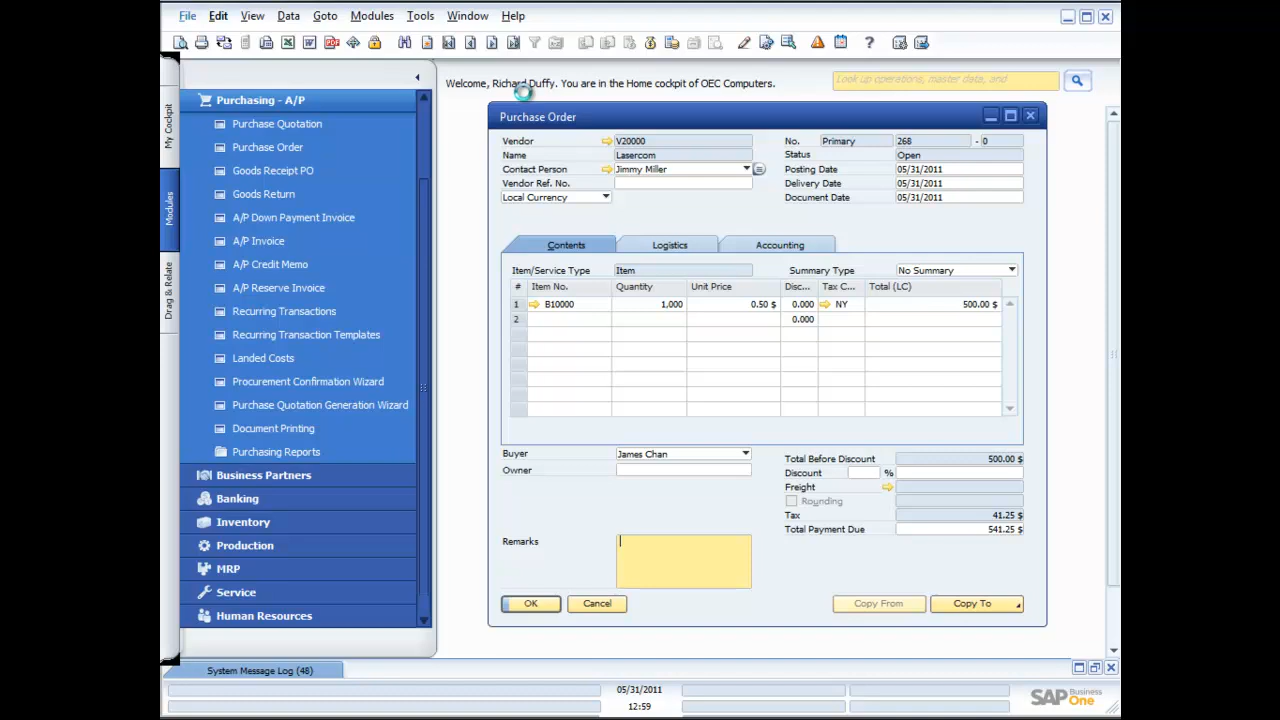 File Edit View Data Goto Modules Tools Window Help
Welcome, Richard Duffy. You are in the Home cockpit of OEC Computers.
Look up operations, master data, and
My Cockpit
Modules
Drag & Relate
Purchasing - A/P
Purchase Quotation
Purchase Order
Goods Receipt PO
Goods Return
A/P Down Payment Invoice
A/P Invoice
A/P Credit Memo
A/P Reserve Invoice
Recurring Transactions
Recurring Transaction Templates
Landed Costs
Procurement Confirmation Wizard
Purchase Quotation Generation Wizard
Document Printing
Purchasing Reports
Business Partners
Banking
Inventory
Production
MRP
Service
Human Resources
Purchase Order
Vendor V20000 No. Primary 268 - 0
Name Lasercom Status Open
Contact Person Jimmy Miller Posting Date 05/31/2011
Vendor Ref. No. Delivery Date 05/31/2011
Local Currency Document Date 05/31/2011
Contents Logistics Accounting
Item/Service Type Item Summary Type No Summary
# Item No. Quantity Unit Price Disc... Tax C... Total (LC)
1 B10000 1,000 0.50 $ 0.000 NY 500.00 $
2 0.000
Buyer James Chan Total Before Discount 500.00 $
Owner Discount %
Freight
Rounding
Tax 41.25 $
Total Payment Due 541.25 $
Remarks
OK Cancel Copy From Copy To
System Message Log (48)
05/31/2011
12:59
SAP Business One